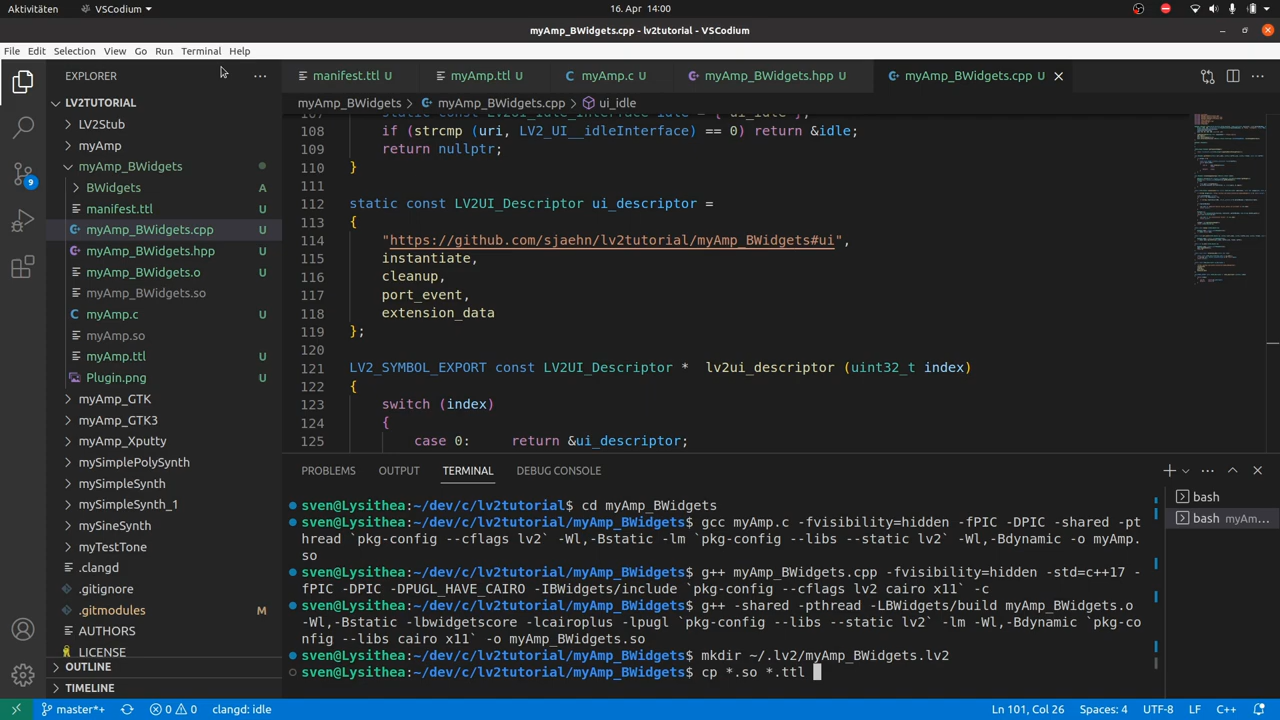 Aktivitäten
VSCodium
16. Apr 14:00
myAmp_BWidgets.cpp - lv2tutorial - VSCodium
File Edit Selection View Go Run Terminal Help
EXPLORER
manifest.ttl
myAmp.ttl
myAmp.c
myAmp_BWidgets.hpp
myAmp_BWidgets.cpp
LV2TUTORIAL
LV2Stub
myAmp
myAmp_BWidgets
BWidgets A
manifest.ttl U
myAmp_BWidgets.cpp U
myAmp_BWidgets.hpp U
myAmp_BWidgets.o U
myAmp_BWidgets.so
myAmp.c U
myAmp.so
myAmp.ttl U
Plugin.png U
myAmp_GTK
myAmp_GTK3
myAmp_Xputty
mySimplePolySynth
mySimpleSynth
mySimpleSynth_1
mySineSynth
myTestTone
.clangd
.gitignore
.gitmodules M
AUTHORS
LICENSE
OUTLINE
TIMELINE
9
myAmp_BWidgets myAmp_BWidgets.cpp ui_idle
107 static const LV2UI_Idle_Interface idle = { ui_idle };
108 if (strcmp (uri, LV2_UI__idleInterface) == 0) return &idle;
109 return nullptr;
110 }
111
112 static const LV2UI_Descriptor ui_descriptor =
113 {
114 "https://github.com/sjaehn/lv2tutorial/myAmp_BWidgets#ui",
115 instantiate,
116 cleanup,
117 port_event,
118 extension_data
119 };
120
121 LV2_SYMBOL_EXPORT const LV2UI_Descriptor * lv2ui_descriptor (uint32_t index)
122 {
123 switch (index)
124 {
125 case 0: return &ui_descriptor;
PROBLEMS OUTPUT TERMINAL DEBUG CONSOLE
sven@Lysithea:~/dev/c/lv2tutorial$ cd myAmp_BWidgets
sven@Lysithea:~/dev/c/lv2tutorial/myAmp_BWidgets$ gcc myAmp.c -fvisibility=hidden -fPIC -DPIC -shared -pt
hread `pkg-config --cflags lv2` -Wl,-Bstatic -lm `pkg-config --libs --static lv2` -Wl,-Bdynamic -o myAmp.
so
sven@Lysithea:~/dev/c/lv2tutorial/myAmp_BWidgets$ g++ myAmp_BWidgets.cpp -fvisibility=hidden -std=c++17 -
fPIC -DPIC -DPUGL_HAVE_CAIRO -IBWidgets/include `pkg-config --cflags lv2 cairo x11` -c
sven@Lysithea:~/dev/c/lv2tutorial/myAmp_BWidgets$ g++ -shared -pthread -LBWidgets/build myAmp_BWidgets.o
-Wl,-Bstatic -lbwidgetscore -lcairoplus -lpugl `pkg-config --libs --static lv2` -lm -Wl,-Bdynamic `pkg-co
nfig --libs cairo x11` -o myAmp_BWidgets.so
sven@Lysithea:~/dev/c/lv2tutorial/myAmp_BWidgets$ mkdir ~/.lv2/myAmp_BWidgets.lv2
sven@Lysithea:~/dev/c/lv2tutorial/myAmp_BWidgets$ cp *.so *.ttl
bash
bash myAm...
master*+ 0 0 clangd: idle
Ln 101, Col 26 Spaces: 4 UTF-8 LF C++